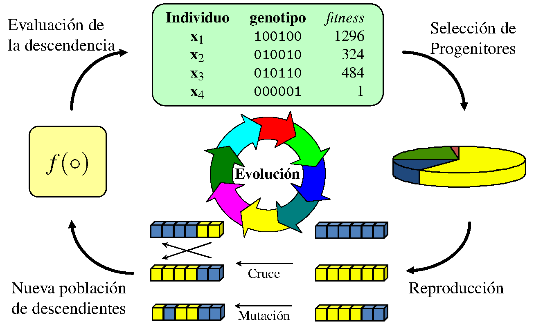 Evaluación de
la descendencia
Individuo genotipo fitness
x1 100100 1296
x2 010010 324
x3 010110 484
x4 000001 1
Selección de
Progenitores
f(∘)
Evolución
Cruce
Mutación
Reproducción
Nueva población
de descendientes